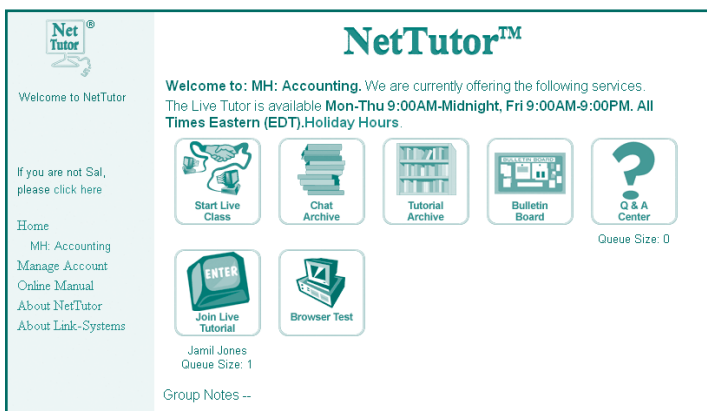 Net
Tutor ®
Welcome to NetTutor
If you are not Sal,
please click here
Home
MH: Accounting
Manage Account
Online Manual
About NetTutor
About Link-Systems
NetTutor™
Welcome to: MH: Accounting. We are currently offering the following services.
The Live Tutor is available Mon-Thu 9:00AM-Midnight, Fri 9:00AM-9:00PM. All
Times Eastern (EDT).Holiday Hours.
Start Live
Class
Chat
Archive
Tutorial
Archive
BULLETIN BOARD
Bulletin
Board
Q & A
Center
Queue Size: 0
ENTER
Join Live
Tutorial
Jamil Jones
Queue Size: 1
Browser Test
Group Notes --